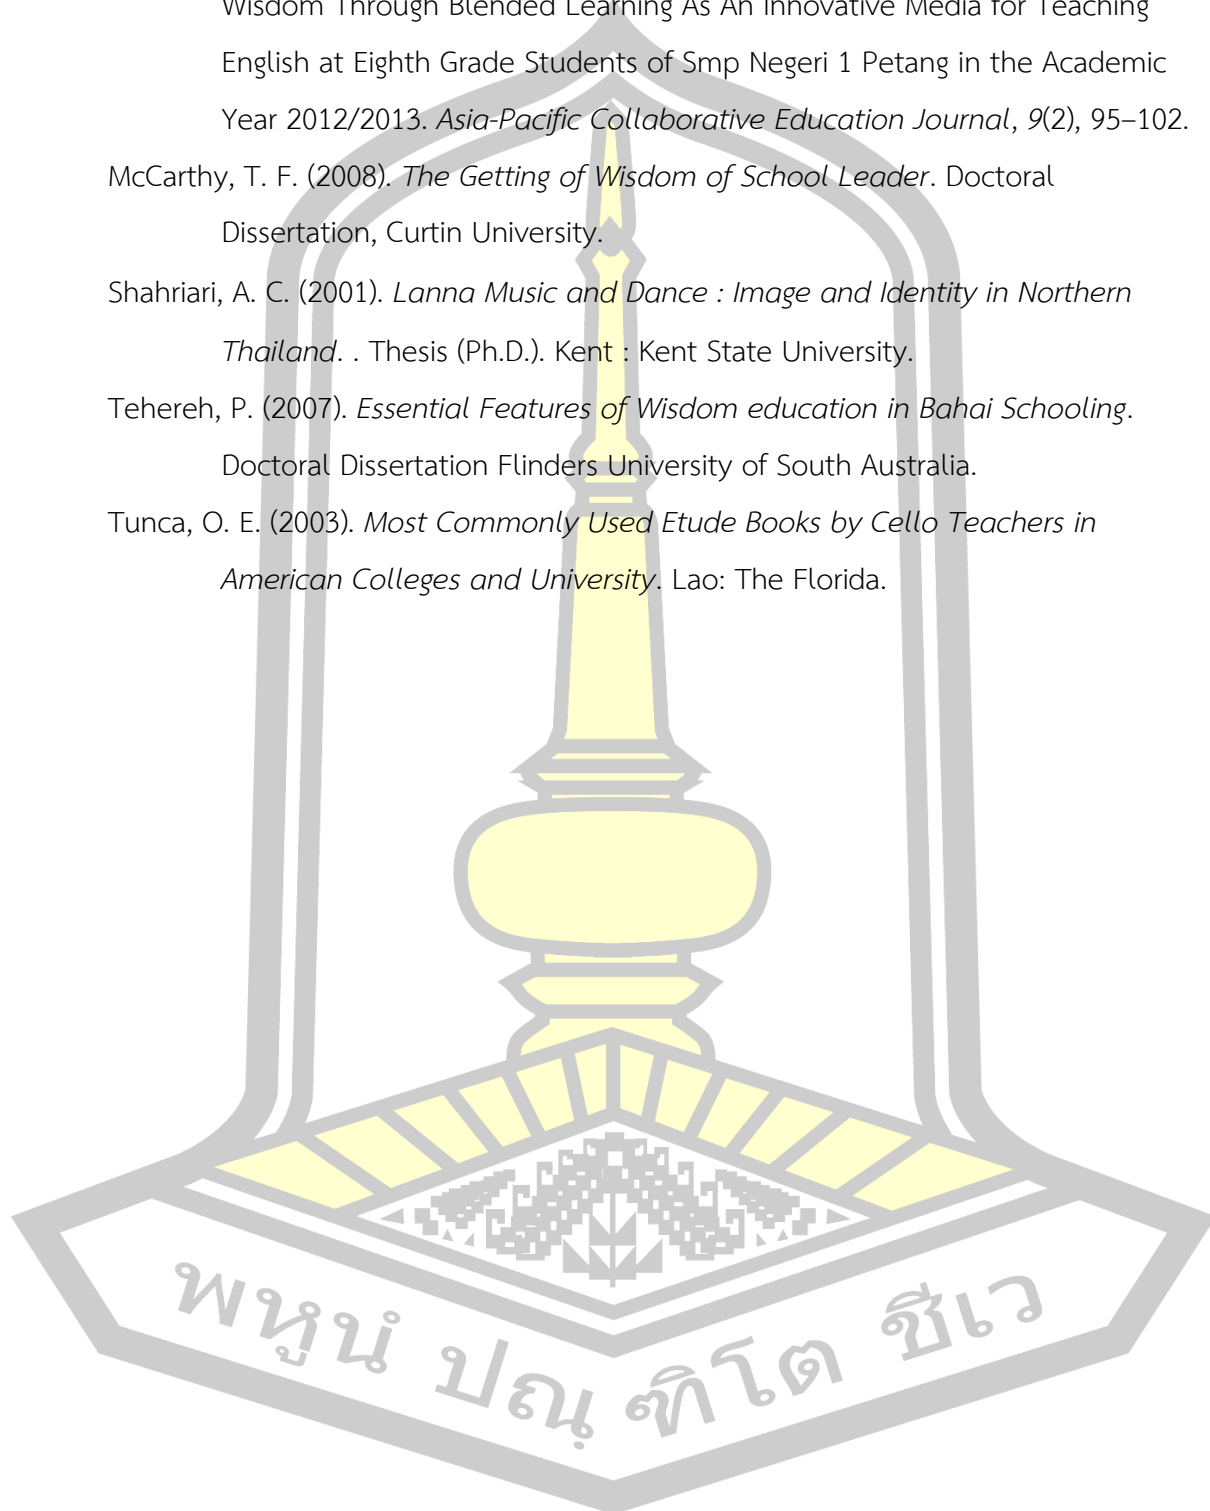 Wisdom Through Blended Learning As An Innovative Media for Teaching
English at Eighth Grade Students of Smp Negeri 1 Petang in the Academic
Year 2012/2013. Asia-Pacific Collaborative Education Journal, 9(2), 95–102.
McCarthy, T. F. (2008). The Getting of Wisdom of School Leader. Doctoral
Dissertation, Curtin University.
Shahriari, A. C. (2001). Lanna Music and Dance : Image and Identity in Northern
Thailand. . Thesis (Ph.D.). Kent : Kent State University.
Tehereh, P. (2007). Essential Features of Wisdom education in Bahai Schooling.
Doctoral Dissertation Flinders University of South Australia.
Tunca, O. E. (2003). Most Commonly Used Etude Books by Cello Teachers in
American Colleges and University. Lao: The Florida.
พหูนํ ปณฺ ฑิโต ชีเว